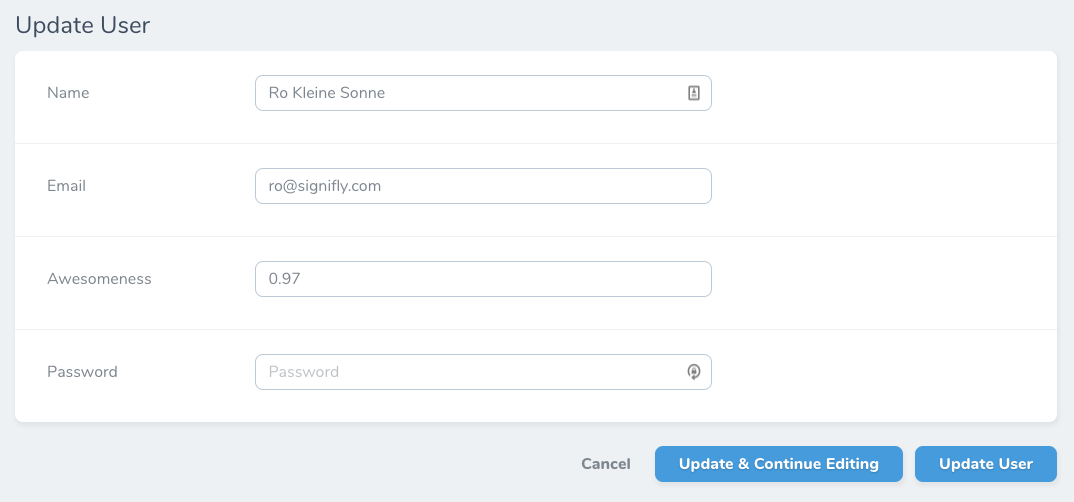 Update User
Name
Ro Kleine Sonne
Email
ro@signifly.com
Awesomeness
0.97
Password
Password
Cancel
Update & Continue Editing
Update User